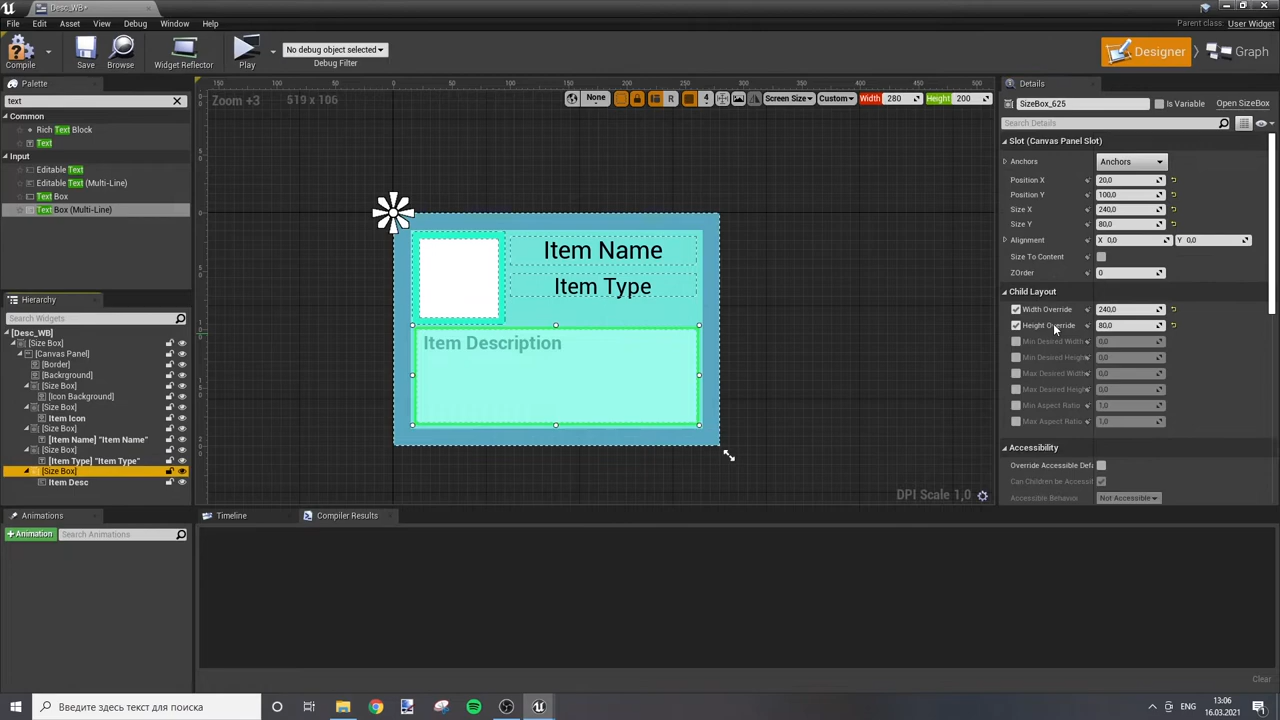 Desc_WB*
File Edit Asset View Debug Window Help
Parent class: User Widget
Compile
Save
Browse
Widget Reflector
Play
No debug object selected
Debug Filter
Designer
Graph
Palette
text
Common
Rich Text Block
Text
Input
Editable Text
Editable Text (Multi-Line)
Text Box
Text Box (Multi-Line)
Hierarchy
Search Widgets
[Desc_WB]
[Size Box]
[Canvas Panel]
[Border]
[Background]
[Size Box]
[Icon Background]
[Size Box]
Item Icon
[Size Box]
[Item Name] "Item Name"
[Size Box]
[Item Type] "Item Type"
[Size Box]
Item Desc
Animations
+Animation
Search Animations
Zoom +3
519 x 106
None
R
4
Screen Size
Custom
Width 280
Height 200
Item Name
Item Type
Item Description
DPI Scale 1,0
Timeline
Compiler Results
Clear
Details
SizeBox_625
Is Variable
Open SizeBox
Search Details
Slot (Canvas Panel Slot)
Anchors
Anchors
Position X 20,0
Position Y 100,0
Size X 240,0
Size Y 80,0
Alignment X 0,0 Y 0,0
Size To Content
ZOrder 0
Child Layout
Width Override 240,0
Height Override 80,0
Min Desired Width 0,0
Min Desired Height 0,0
Max Desired Width 0,0
Max Desired Height 0,0
Min Aspect Ratio 1,0
Max Aspect Ratio 1,0
Accessibility
Override Accessible Defa
Can Children be Accessib
Accessible Behavior Not Accessible
Введите здесь текст для поиска
ENG
13:06
16.03.2021